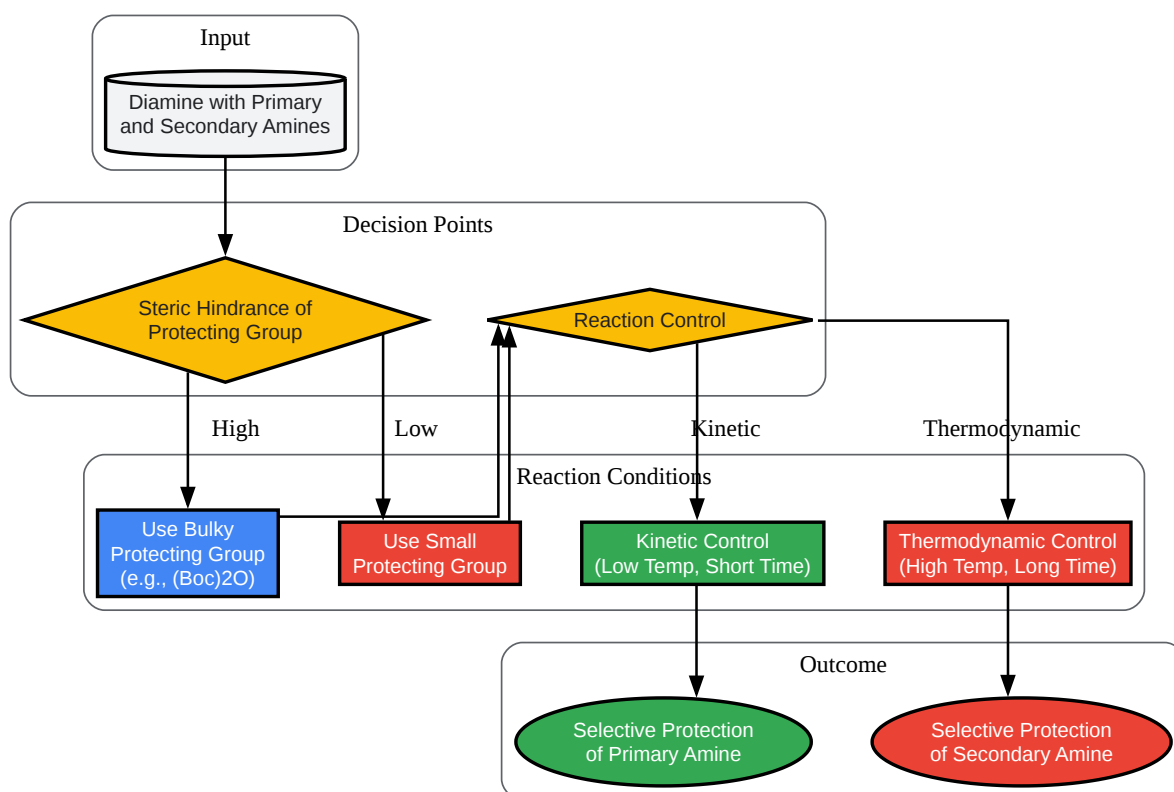 Input
Diamine with Primary
and Secondary Amines
Decision Points
Steric Hindrance of
Protecting Group
Reaction Control
High
Low
Kinetic
Thermodynamic
Reaction Conditions
Use Bulky
Protecting Group
(e.g., (Boc)2O)
Use Small
Protecting Group
Kinetic Control
(Low Temp, Short Time)
Thermodynamic Control
(High Temp, Long Time)
Outcome
Selective Protection
of Primary Amine
Selective Protection
of Secondary Amine